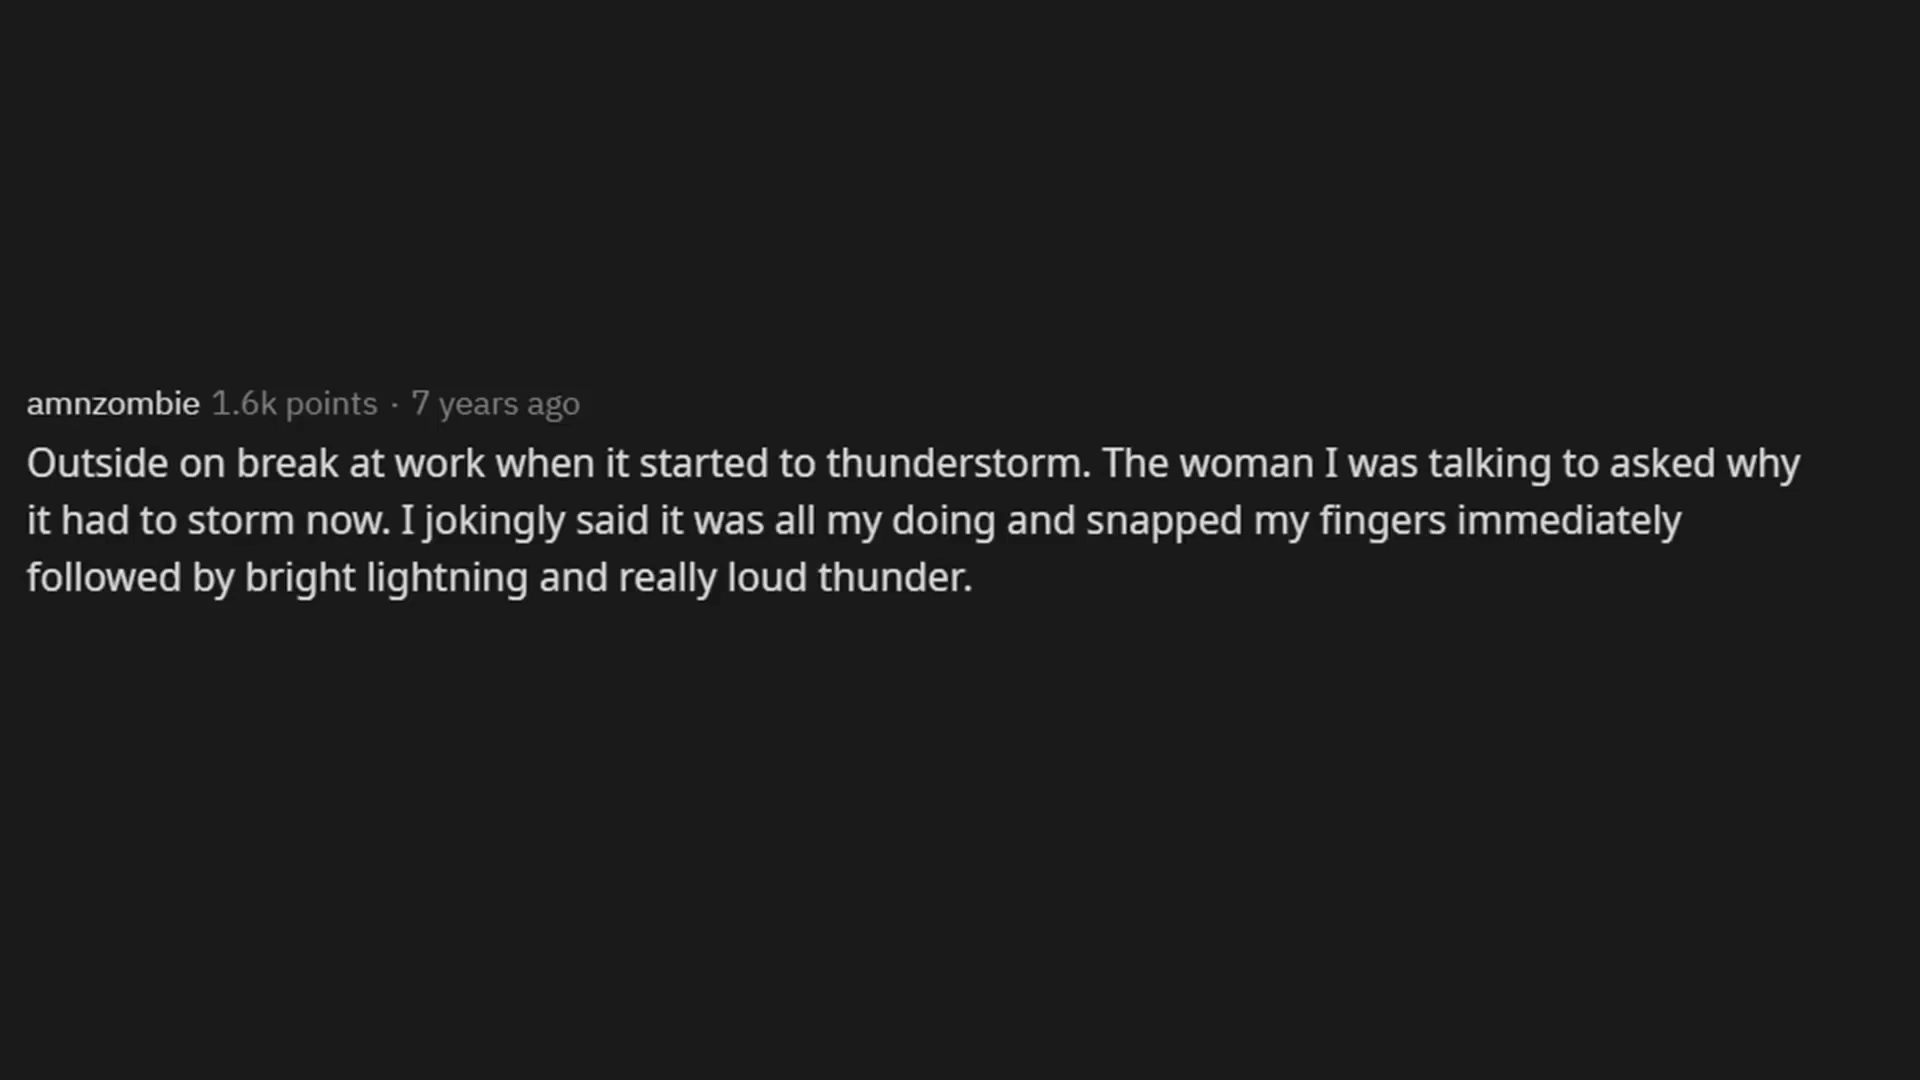 amnzombie 1.6k points · 7 years ago
Outside on break at work when it started to thunderstorm. The woman I was talking to asked why
it had to storm now. I jokingly said it was all my doing and snapped my fingers immediately
followed by bright lightning and really loud thunder.